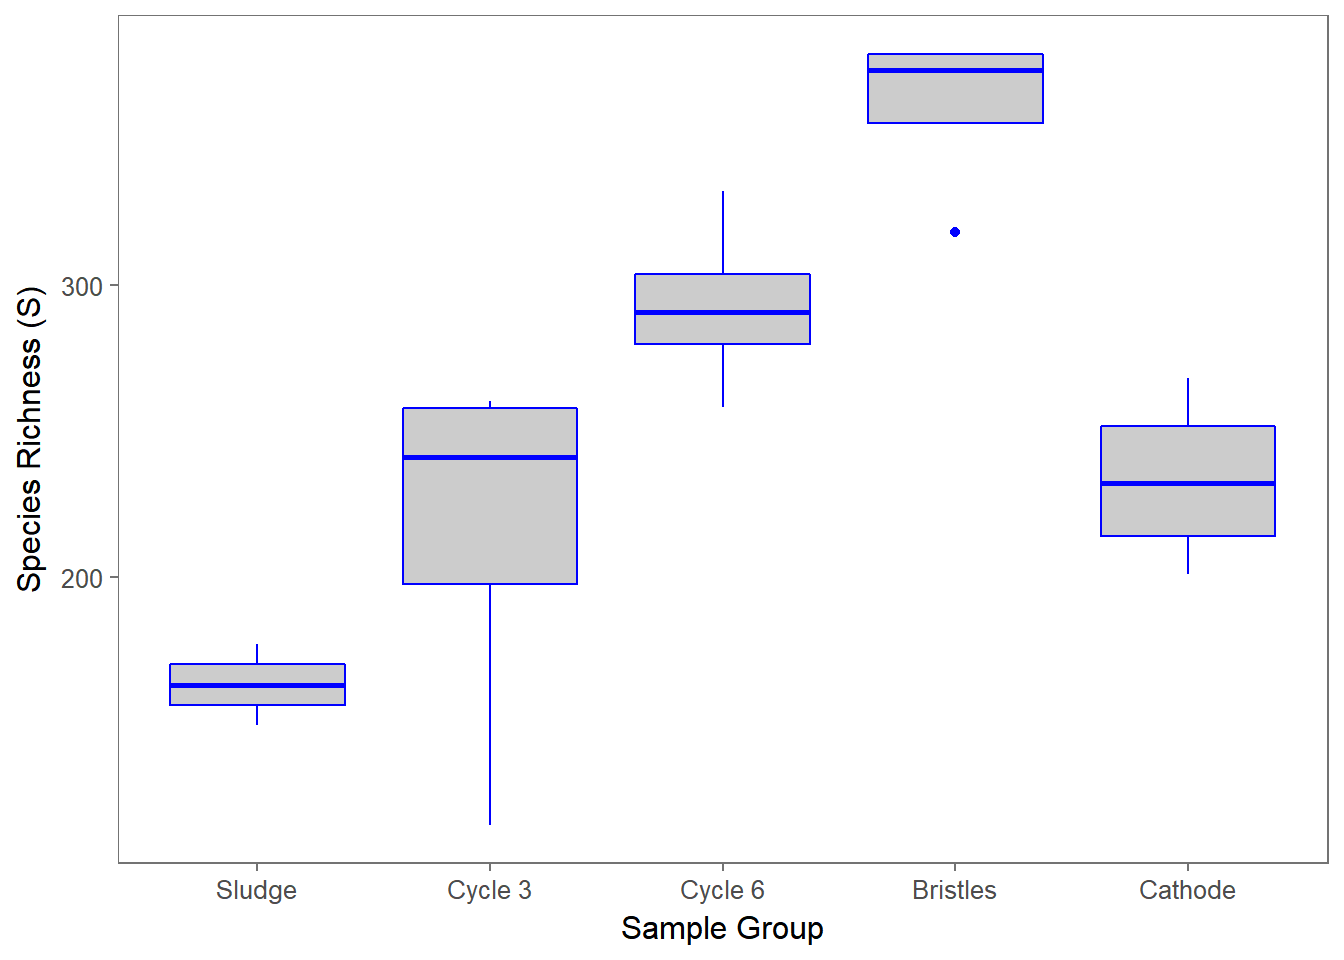 Species Richness (S)
300
200
Sludge
Cycle 3
Cycle 6
Bristles
Cathode
Sample Group